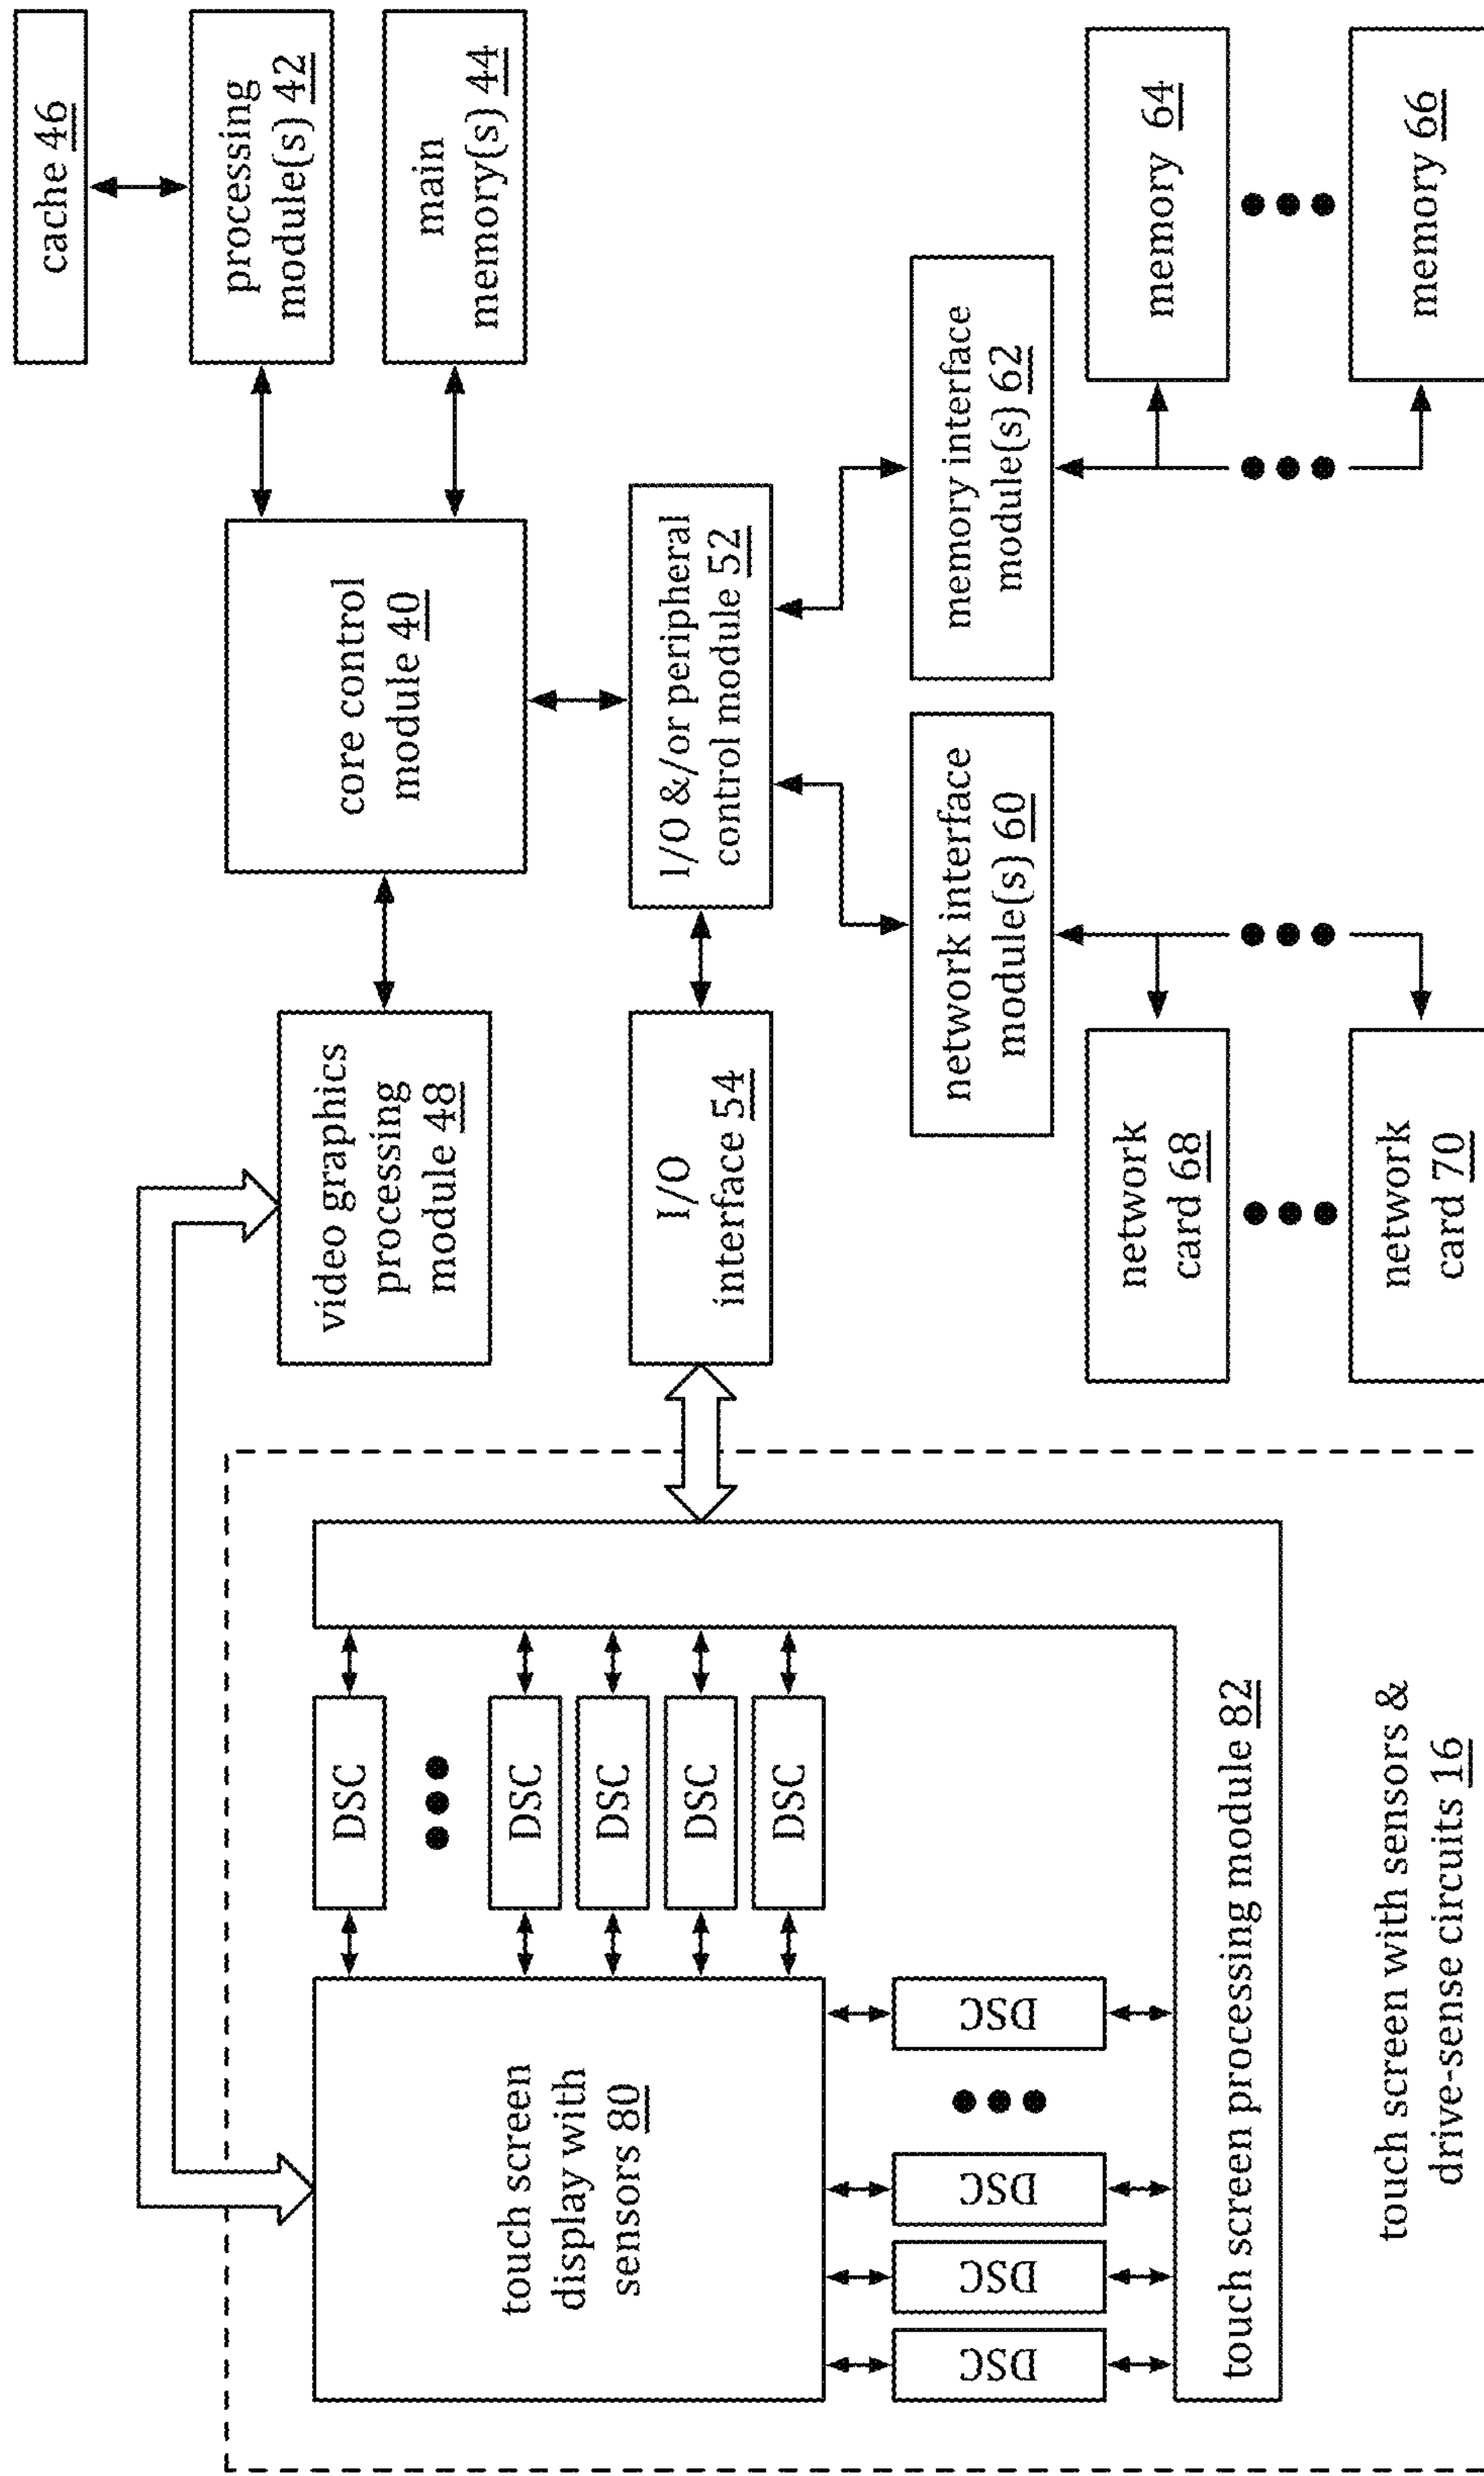 cache 46
processing
module(s) 42
main
memory(s) 44
core control
module 40
video graphics
processing
module 48
I/O &/or peripheral
control module 52
I/O
interface 54
memory interface
module(s) 62
network interface
module(s) 60
memory 64
memory 66
network
card 68
network
card 70
DSC
DSC
DSC
DSC
DSC
touch screen
display with
sensors 80
DSC
DSC
DSC
DSC
touch screen processing module 82
touch screen with sensors &
drive-sense circuits 16